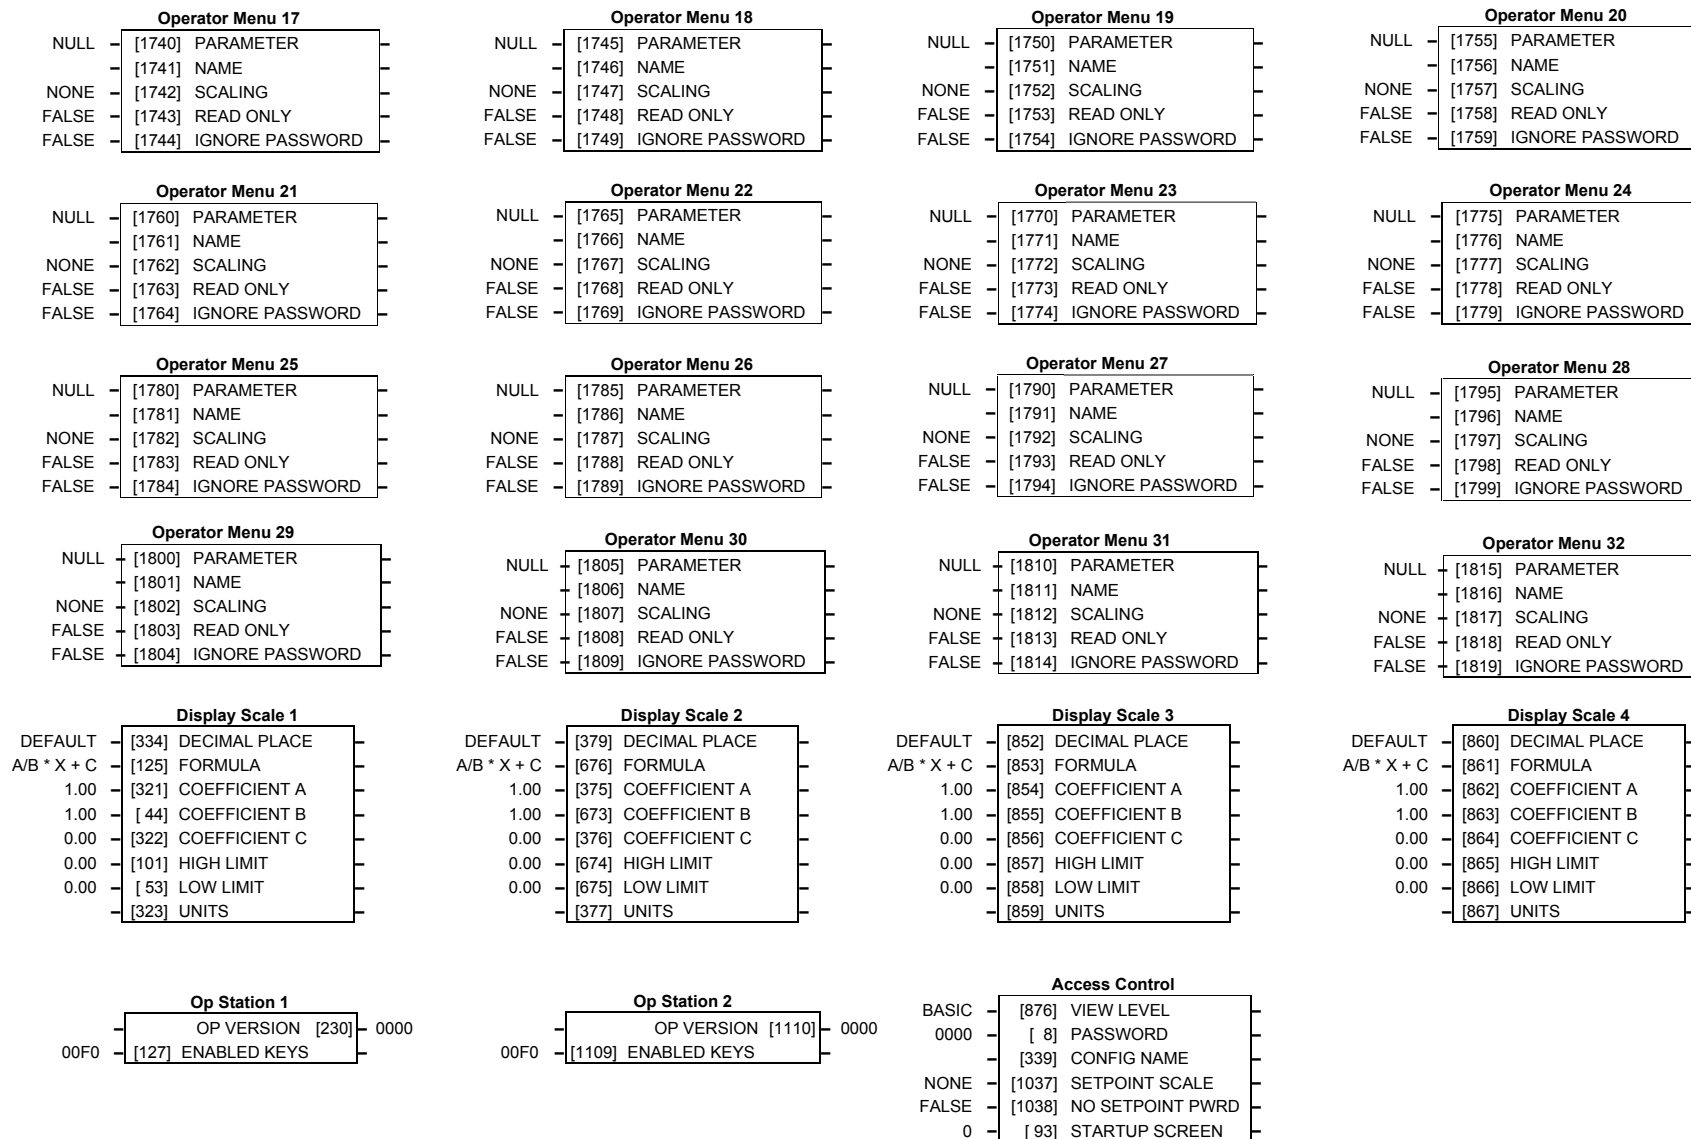 Operator Menu 17
NULL [1740] PARAMETER
[1741] NAME
NONE [1742] SCALING
FALSE [1743] READ ONLY
FALSE [1744] IGNORE PASSWORD
Operator Menu 18
NULL [1745] PARAMETER
[1746] NAME
NONE [1747] SCALING
FALSE [1748] READ ONLY
FALSE [1749] IGNORE PASSWORD
Operator Menu 19
NULL [1750] PARAMETER
[1751] NAME
NONE [1752] SCALING
FALSE [1753] READ ONLY
FALSE [1754] IGNORE PASSWORD
Operator Menu 20
NULL [1755] PARAMETER
[1756] NAME
NONE [1757] SCALING
FALSE [1758] READ ONLY
FALSE [1759] IGNORE PASSWORD
Operator Menu 21
NULL [1760] PARAMETER
[1761] NAME
NONE [1762] SCALING
FALSE [1763] READ ONLY
FALSE [1764] IGNORE PASSWORD
Operator Menu 22
NULL [1765] PARAMETER
[1766] NAME
NONE [1767] SCALING
FALSE [1768] READ ONLY
FALSE [1769] IGNORE PASSWORD
Operator Menu 23
NULL [1770] PARAMETER
[1771] NAME
NONE [1772] SCALING
FALSE [1773] READ ONLY
FALSE [1774] IGNORE PASSWORD
Operator Menu 24
NULL [1775] PARAMETER
[1776] NAME
NONE [1777] SCALING
FALSE [1778] READ ONLY
FALSE [1779] IGNORE PASSWORD
Operator Menu 25
NULL [1780] PARAMETER
[1781] NAME
NONE [1782] SCALING
FALSE [1783] READ ONLY
FALSE [1784] IGNORE PASSWORD
Operator Menu 26
NULL [1785] PARAMETER
[1786] NAME
NONE [1787] SCALING
FALSE [1788] READ ONLY
FALSE [1789] IGNORE PASSWORD
Operator Menu 27
NULL [1790] PARAMETER
[1791] NAME
NONE [1792] SCALING
FALSE [1793] READ ONLY
FALSE [1794] IGNORE PASSWORD
Operator Menu 28
NULL [1795] PARAMETER
[1796] NAME
NONE [1797] SCALING
FALSE [1798] READ ONLY
FALSE [1799] IGNORE PASSWORD
Operator Menu 29
NULL [1800] PARAMETER
[1801] NAME
NONE [1802] SCALING
FALSE [1803] READ ONLY
FALSE [1804] IGNORE PASSWORD
Operator Menu 30
NULL [1805] PARAMETER
[1806] NAME
NONE [1807] SCALING
FALSE [1808] READ ONLY
FALSE [1809] IGNORE PASSWORD
Operator Menu 31
NULL [1810] PARAMETER
[1811] NAME
NONE [1812] SCALING
FALSE [1813] READ ONLY
FALSE [1814] IGNORE PASSWORD
Operator Menu 32
NULL [1815] PARAMETER
[1816] NAME
NONE [1817] SCALING
FALSE [1818] READ ONLY
FALSE [1819] IGNORE PASSWORD
Display Scale 1
DEFAULT [334] DECIMAL PLACE
A/B * X + C [125] FORMULA
1.00 [321] COEFFICIENT A
1.00 [ 44] COEFFICIENT B
0.00 [322] COEFFICIENT C
0.00 [101] HIGH LIMIT
0.00 [ 53] LOW LIMIT
[323] UNITS
Display Scale 2
DEFAULT [379] DECIMAL PLACE
A/B * X + C [676] FORMULA
1.00 [375] COEFFICIENT A
1.00 [673] COEFFICIENT B
0.00 [376] COEFFICIENT C
0.00 [674] HIGH LIMIT
0.00 [675] LOW LIMIT
[377] UNITS
Display Scale 3
DEFAULT [852] DECIMAL PLACE
A/B * X + C [853] FORMULA
1.00 [854] COEFFICIENT A
1.00 [855] COEFFICIENT B
0.00 [856] COEFFICIENT C
0.00 [857] HIGH LIMIT
0.00 [858] LOW LIMIT
[859] UNITS
Display Scale 4
DEFAULT [860] DECIMAL PLACE
A/B * X + C [861] FORMULA
1.00 [862] COEFFICIENT A
1.00 [863] COEFFICIENT B
0.00 [864] COEFFICIENT C
0.00 [865] HIGH LIMIT
0.00 [866] LOW LIMIT
[867] UNITS
Op Station 1
OP VERSION [230] 0000
00F0 [127] ENABLED KEYS
Op Station 2
OP VERSION [1110] 0000
00F0 [1109] ENABLED KEYS
Access Control
BASIC [876] VIEW LEVEL
0000 [ 8] PASSWORD
[339] CONFIG NAME
NONE [1037] SETPOINT SCALE
FALSE [1038] NO SETPOINT PWRD
0 [ 93] STARTUP SCREEN